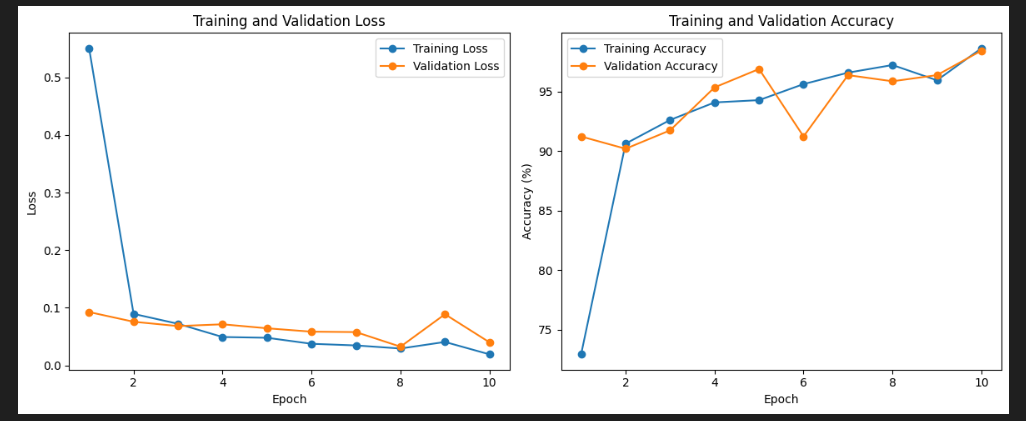 Training and Validation Loss
Training Loss
Validation Loss
0.5
0.4
0.3
0.2
0.1
0.0
Loss
2 4 6 8 10
Epoch
Training and Validation Accuracy
Training Accuracy
Validation Accuracy
95
90
85
80
75
Accuracy (%)
2 4 6 8 10
Epoch